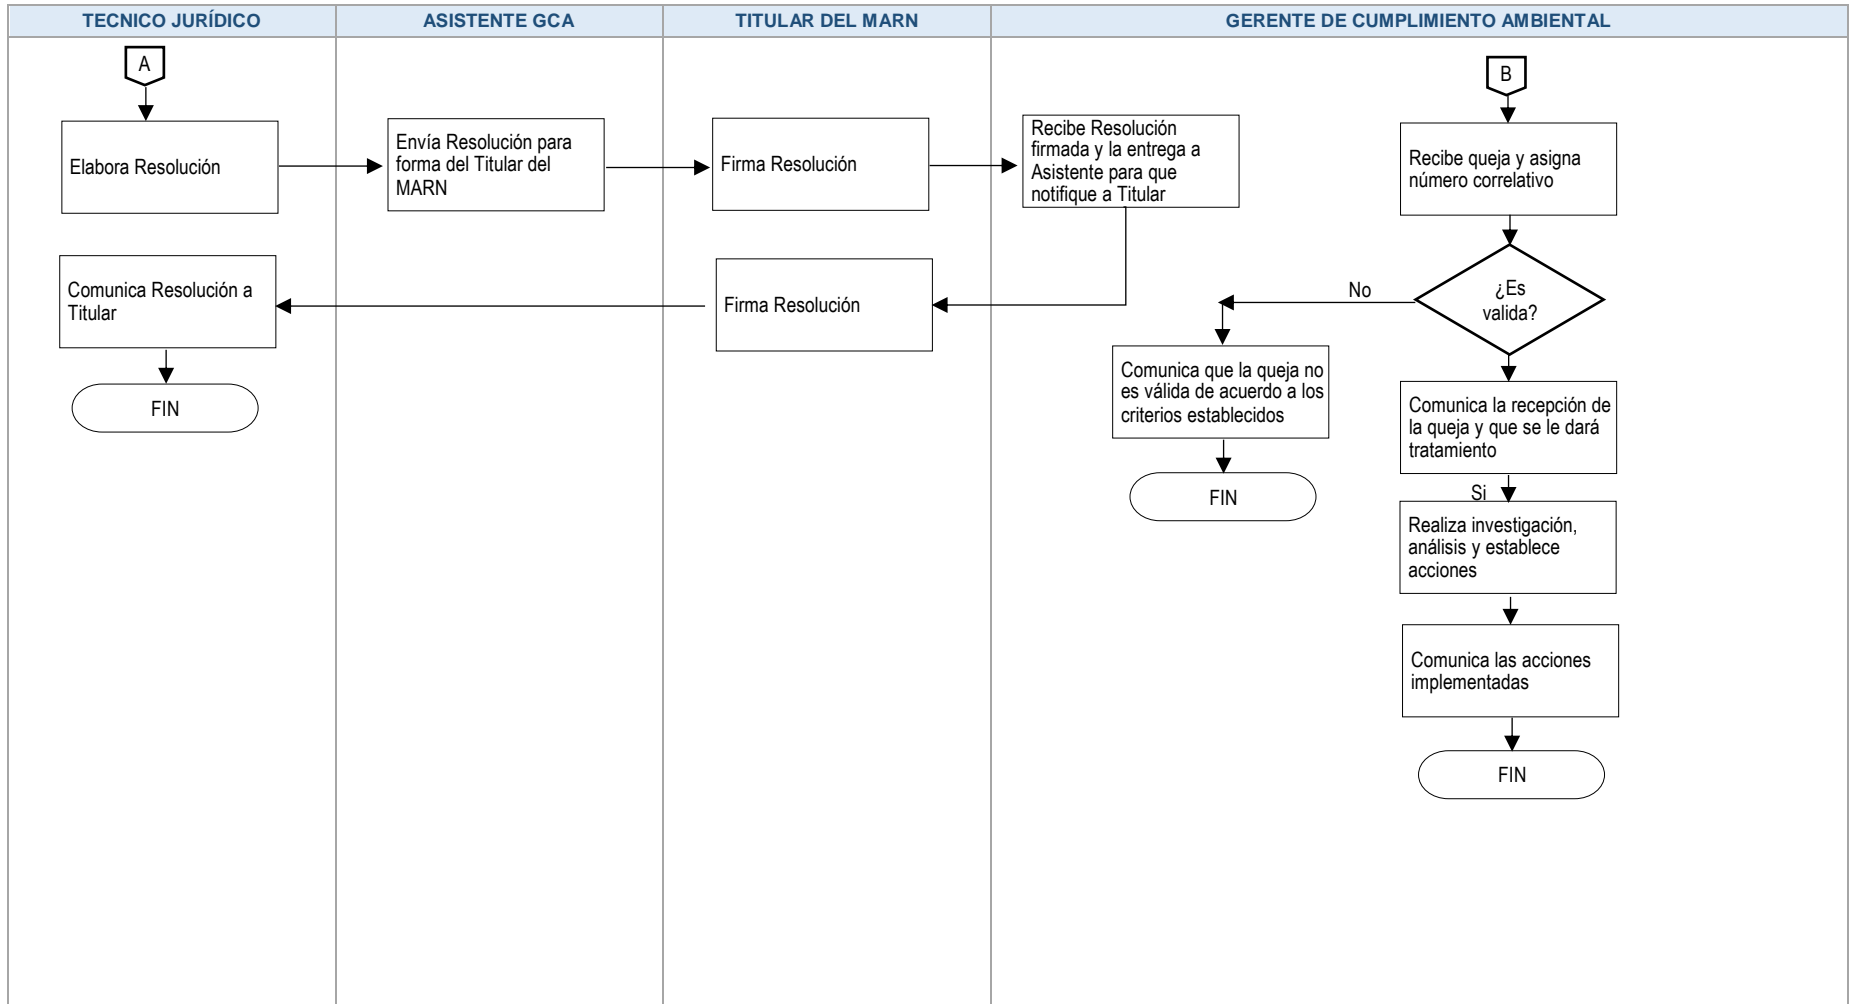 TECNICO JURÍDICO
ASISTENTE GCA
TITULAR DEL MARN
GERENTE DE CUMPLIMIENTO AMBIENTAL
A
B
Elabora Resolución
Envía Resolución para
forma del Titular del
MARN
Firma Resolución
Recibe Resolución
firmada y la entrega a
Asistente para que
notifique a Titular
Recibe queja y asigna
número correlativo
Comunica Resolución a
Titular
Firma Resolución
No
¿Es
valida?
FIN
Comunica que la queja no
es válida de acuerdo a los
criterios establecidos
Comunica la recepción de
la queja y que se le dará
tratamiento
FIN
Si
Realiza investigación,
análisis y establece
acciones
Comunica las acciones
implementadas
FIN